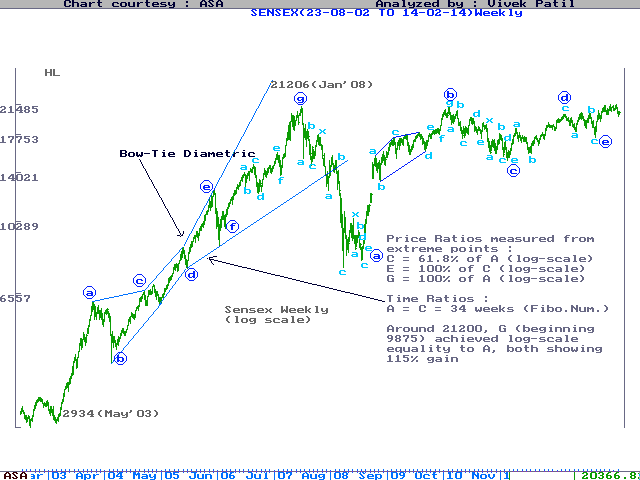 Chart courtesy : ASA
Analyzed by : Vivek Patil
SENSEX(23-08-02 TO 14-02-14)Weekly
HL
21206(Jan'08)
21485
17753
14021
10289
6557
Bow-Tie Diametric
a
b
c
d
e
f
g
a
b
c
d
e
f
a
b
c
x
a
b
a
b
c
x
b
d
a
c
e
a
a
b
c
d
e
f
g
b
a
b
c
d
e
x
a
b
c
d
e
a
c
b
d
c
a
b
c
e
Price Ratios measured from
extreme points :
C = 61.8% of A (log-scale)
E = 100% of C (log-scale)
G = 100% of A (log-scale)
Time Ratios :
A = C = 34 weeks (Fibo.Num.)
Around 21200, G (beginning
9875) achieved log-scale
equality to A, both showing
115% gain
Sensex Weekly
(log scale)
2934(May'03)
ASA ar|03 Apr|04 May|05 Jun|06 Jul|07 Aug|08 Sep|09 Oct|10 Nov|1
20366.8